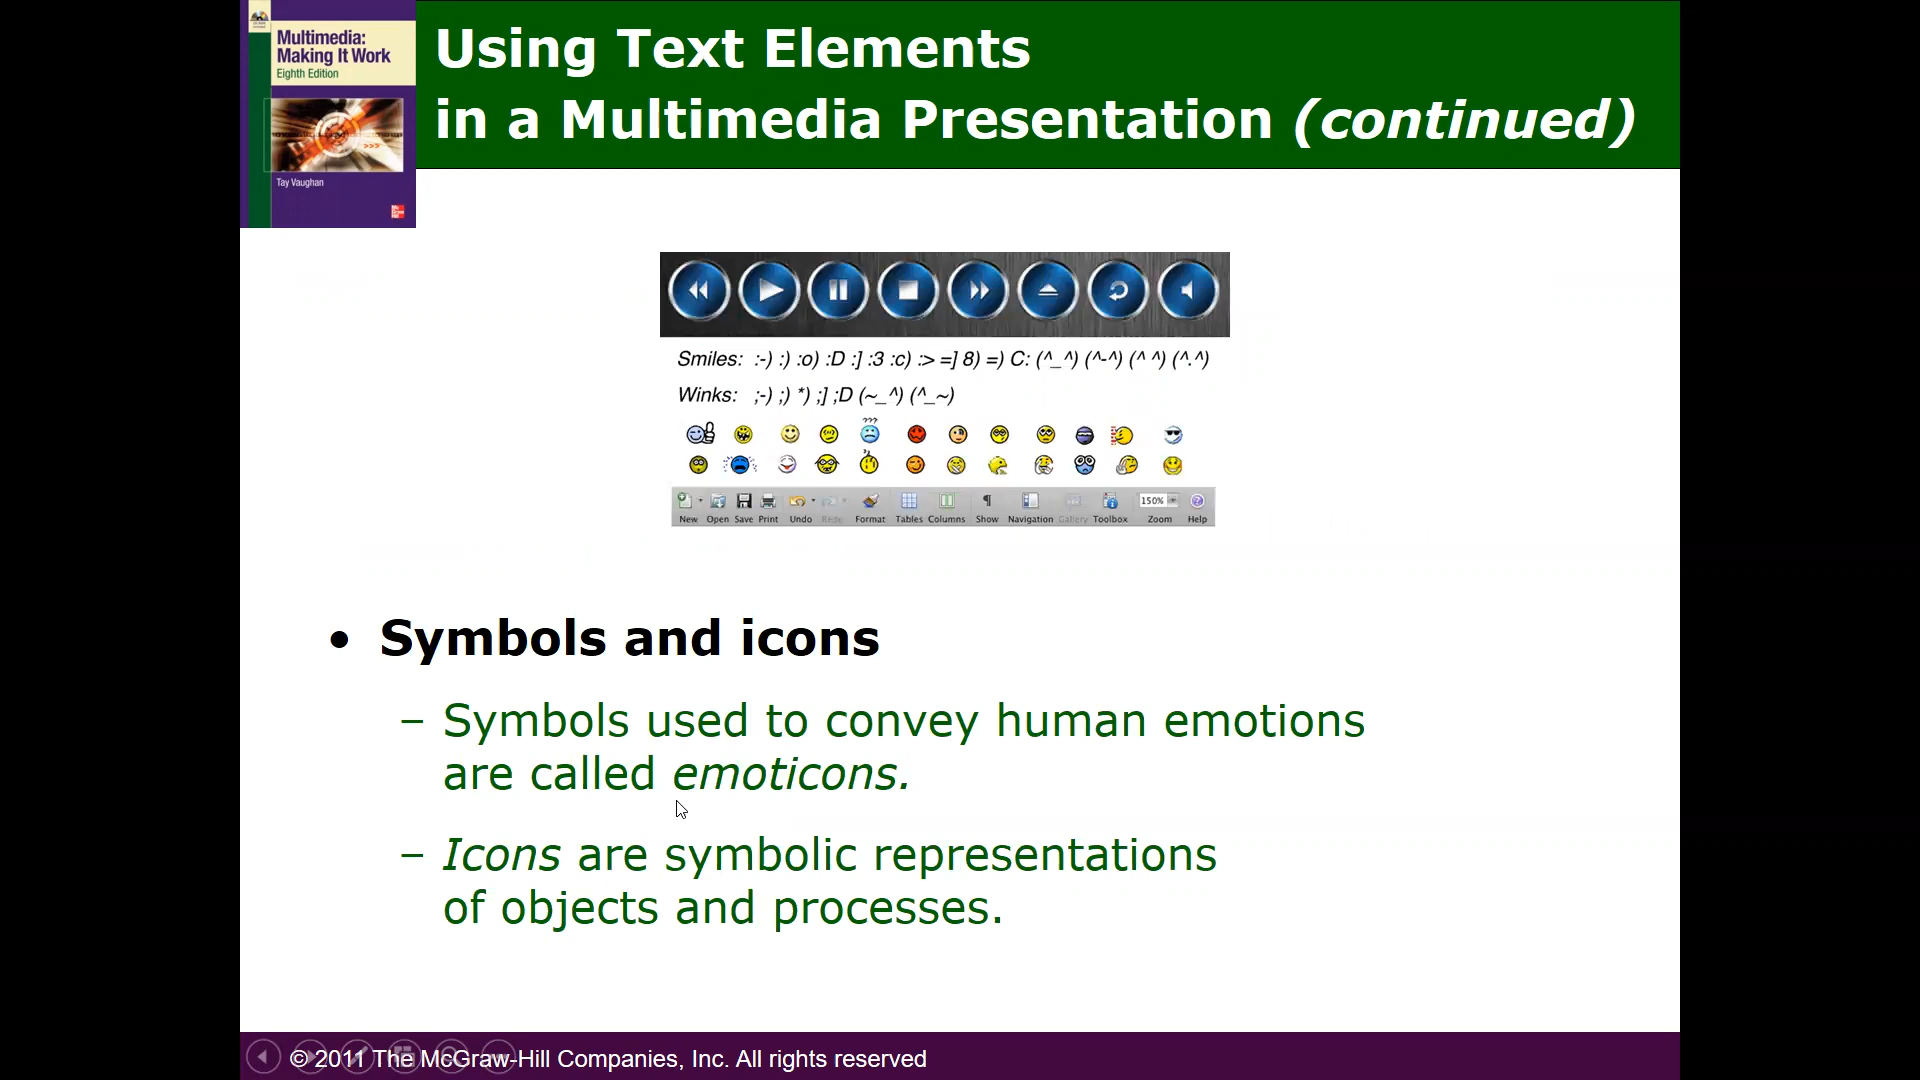 Multimedia:
Making It Work
Eighth Edition
Tay Vaughan
Using Text Elements
in a Multimedia Presentation (continued)
Smiles: :-) :) :o) :D :] :3 :c) :> =] 8) =) C: (^_^) (^-^) (^ ^) (^.^)
Winks: ;-) ;) *) ;] ;D (~_^) (^_~)
???
150%
New Open Save Print Undo Redo Format Tables Columns Show Navigation Gallery Toolbox Zoom Help
• Symbols and icons
– Symbols used to convey human emotions
are called emoticons.
– Icons are symbolic representations
of objects and processes.
© 2011 The McGraw-Hill Companies, Inc. All rights reserved